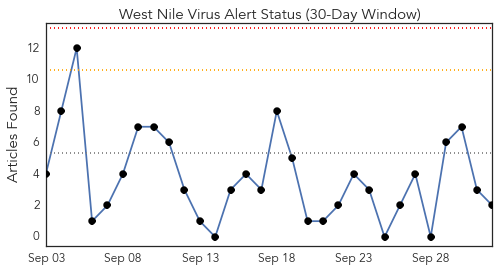 West Nile Virus Alert Status (30-Day Window)
Articles Found
12
10
8
6
4
2
0
Sep 03 Sep 08 Sep 13 Sep 18 Sep 23 Sep 28